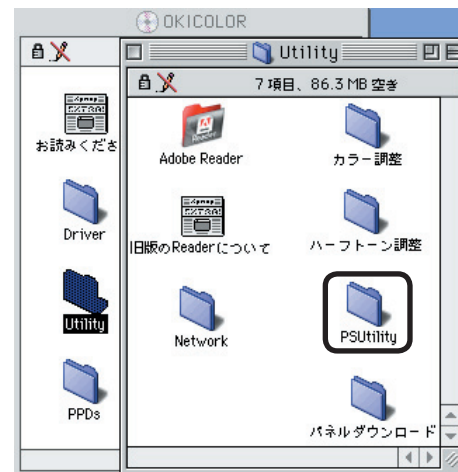 OKICOLOR
Utility
7項目、86.3 MB 空き
お読みくださ
Driver
Utility
PPDs
Adobe Reader
カラー調整
旧版のReaderについて
ハーフトーン調整
Network
PSUtility
パネルダウンロード